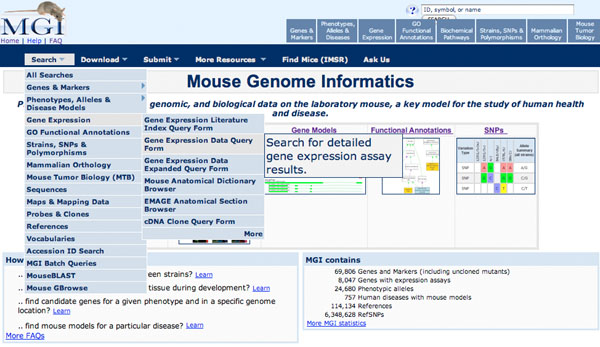 MGI
Home | Help | FAQ
?
ID, symbol, or name
Genes & Markers
Phenotypes, Alleles & Diseases
Gene Expression
GO Functional Annotations
Biochemical Pathways
Strains, SNPs & Polymorphisms
Mammalian Orthology
Mouse Tumor Biology
Search Download Submit More Resources Find Mice (IMSR) Ask Us
Mouse Genome Informatics
genomic, and biological data on the laboratory mouse, a key model for the study of human health
and disease.
All Searches
Genes & Markers
Phenotypes, Alleles &
Disease Models
Gene Expression
GO Functional Annotations
Strains, SNPs &
Polymorphisms
Mammalian Orthology
Mouse Tumor Biology (MTB)
Sequences
Maps & Mapping Data
Probes & Clones
References
Vocabularies
Accession ID Search
MGI Batch Queries
MouseBLAST
Mouse GBrowse
Gene Expression Literature
Index Query Form
Gene Expression Data Query
Form
Gene Expression Data
Expanded Query Form
Mouse Anatomical Dictionary
Browser
EMAGE Anatomical Section
Browser
cDNA Clone Query Form
More
Gene Models Functional Annotations SNPs
Search for detailed
gene expression assay
results.
Variation Type
Allele Summary (all strains)
SNP A A G A/G
SNP
SNP C/T
How
een strains? Learn
tissue during development? Learn
.. find candidate genes for a given phenotype and in a specific genome
location? Learn
.. find mouse models for a particular disease? Learn
More FAQs
MGI contains
69,806 Genes and Markers (including uncloned mutants)
8,047 Genes with expression assays
24,680 Phenotypic alleles
757 Human diseases with mouse models
114,134 References
6,348,628 RefSNPs
More MGI statistics